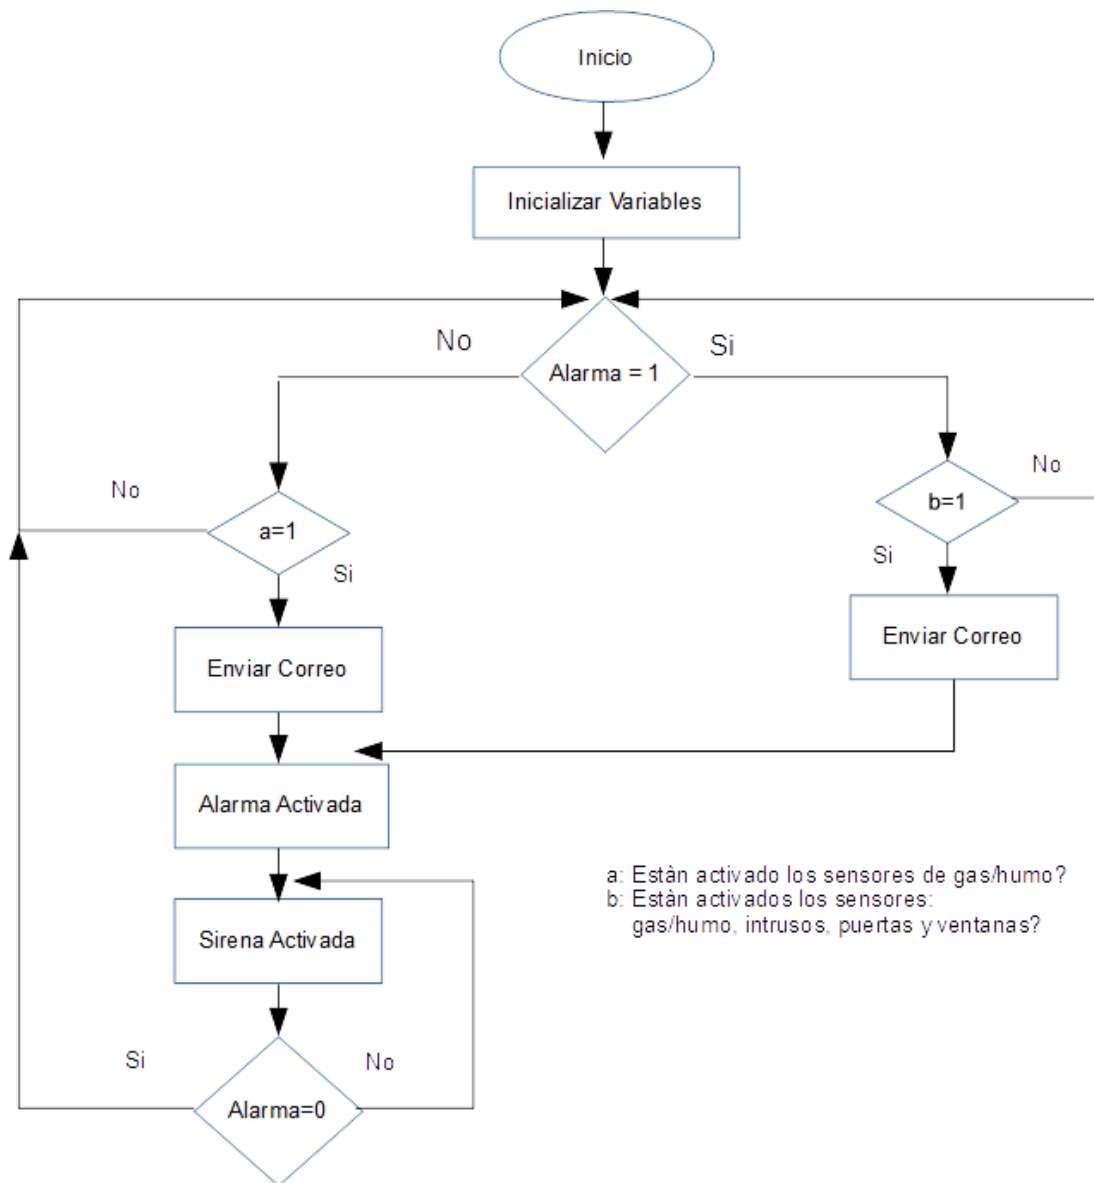 Inicio
Inicializar Variables
No
Si
Alarma = 1
No
No
a=1
b=1
Si
Si
Enviar Correo
Enviar Correo
Alarma Activada
a: Estàn activado los sensores de gas/humo?
b: Estàn activados los sensores:
gas/humo, intrusos, puertas y ventanas?
Sirena Activada
Si
No
Alarma=0